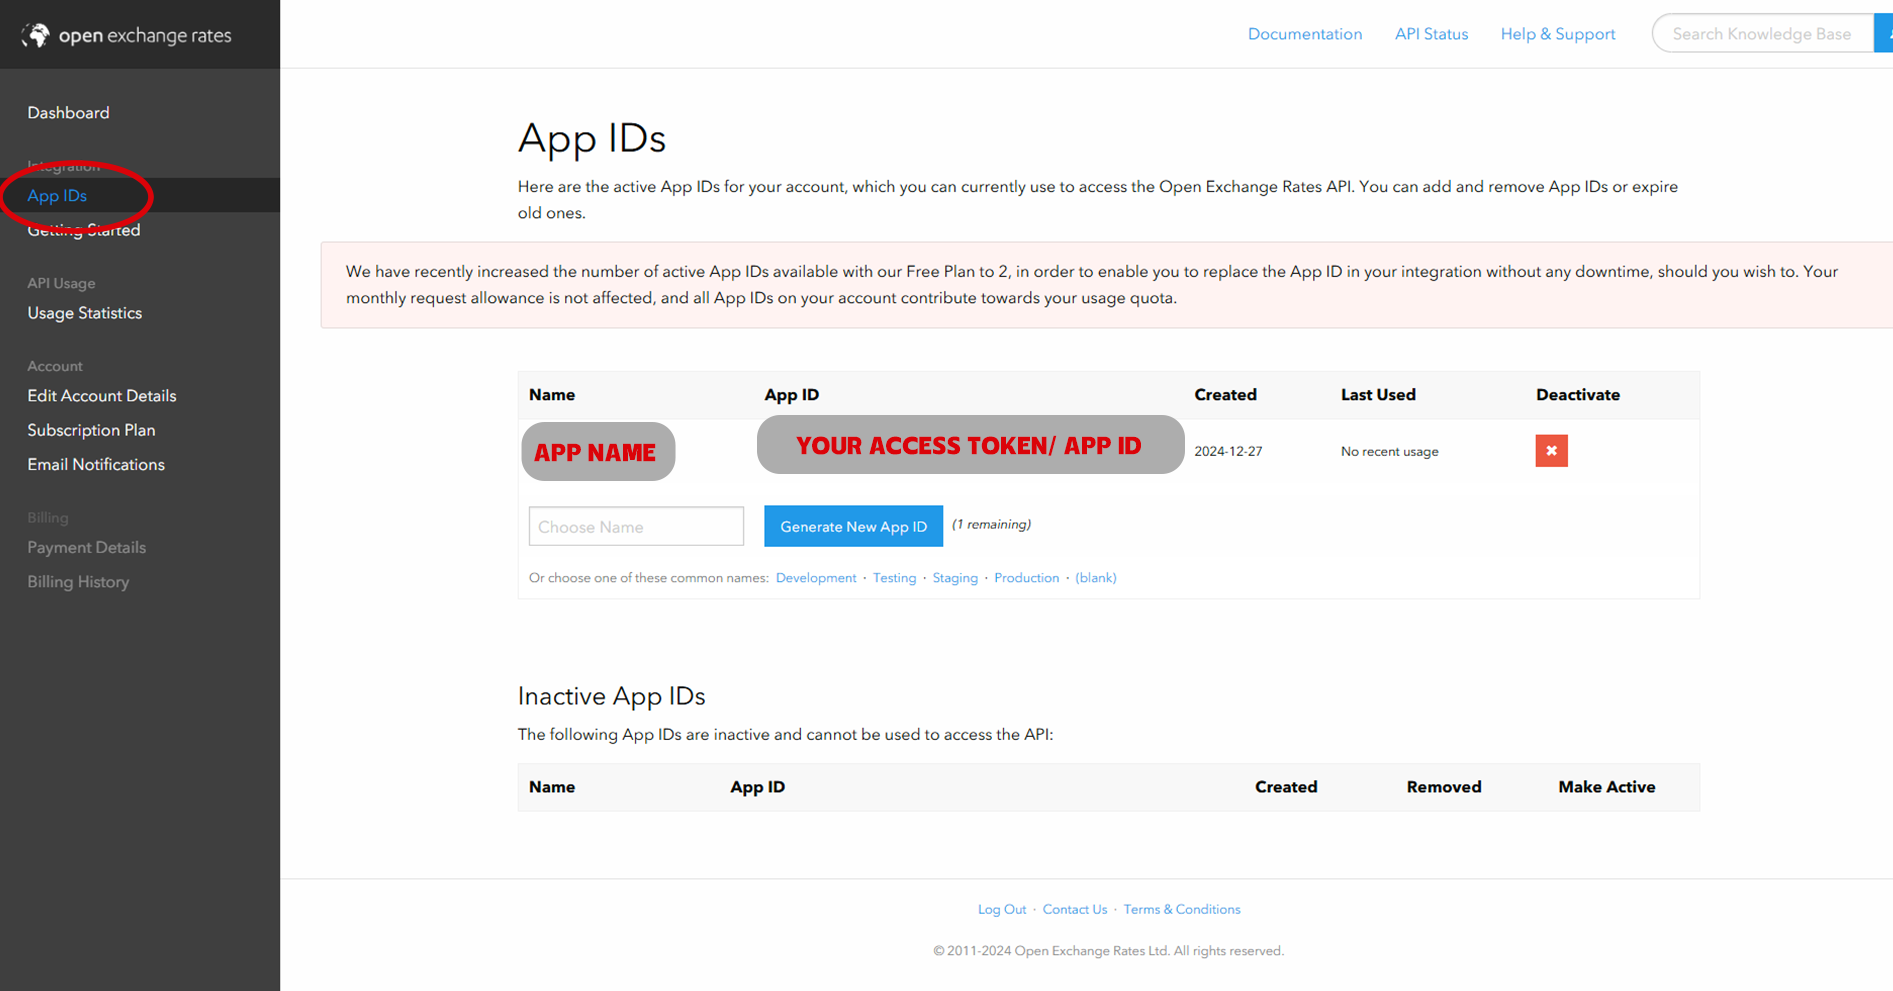 open exchange rates
Documentation
API Status
Help & Support
Search Knowledge Base
Dashboard
Integration
App IDs
Getting Started
API Usage
Usage Statistics
Account
Edit Account Details
Subscription Plan
Email Notifications
Billing
Payment Details
Billing History
App IDs
Here are the active App IDs for your account, which you can currently use to access the Open Exchange Rates API. You can add and remove App IDs or expire
old ones.
We have recently increased the number of active App IDs available with our Free Plan to 2, in order to enable you to replace the App ID in your integration without any downtime, should you wish to. Your
monthly request allowance is not affected, and all App IDs on your account contribute towards your usage quota.
Name App ID Created Last Used Deactivate
APP NAME YOUR ACCESS TOKEN/ APP ID 2024-12-27 No recent usage
Choose Name Generate New App ID (1 remaining)
Or choose one of these common names: Development · Testing · Staging · Production · (blank)
Inactive App IDs
The following App IDs are inactive and cannot be used to access the API:
Name App ID Created Removed Make Active
Log Out · Contact Us · Terms & Conditions
© 2011-2024 Open Exchange Rates Ltd. All rights reserved.